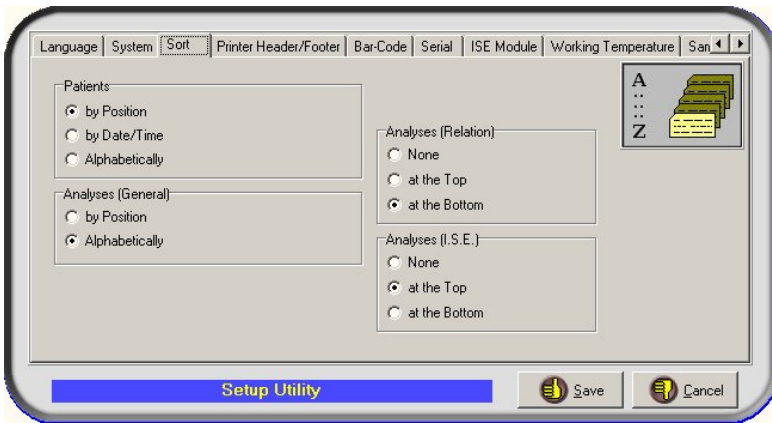 Language System Sort Printer Header/Footer Bar-Code Serial ISE Module Working Temperature
Patients
by Position
by Date/Time
Alphabetically
Analyses (General)
by Position
Alphabetically
Analyses (Relation)
None
at the Top
at the Bottom
Analyses (I.S.E.)
None
at the Top
at the Bottom
A
Z
Setup Utility
Save
Cancel